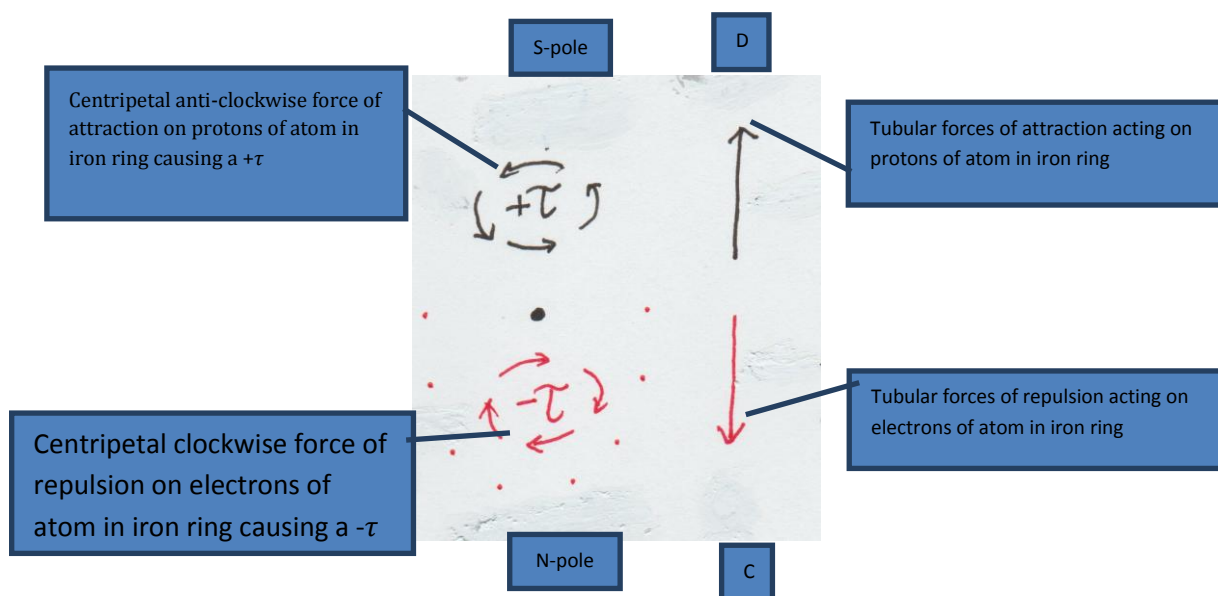 S-pole
D
Centripetal anti-clockwise force of
attraction on protons of atom in
iron ring causing a +τ
Tubular forces of attraction acting on
protons of atom in iron ring
+τ
-τ
Tubular forces of repulsion acting on
electrons of atom in iron ring
Centripetal clockwise force of
repulsion on electrons of
atom in iron ring causing a -τ
N-pole
C